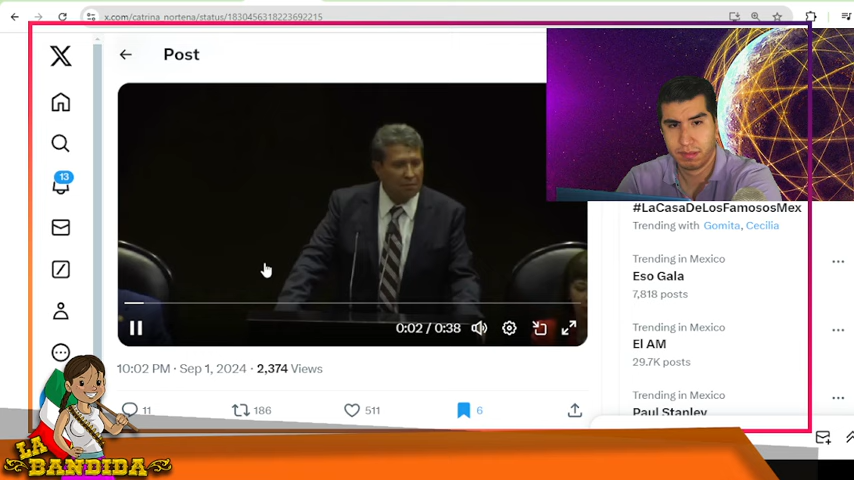 x.com/catrina_nortena/status/1830456318223692215
Post
13
#LaCasaDeLosFamososMex
Trending with Gomita, Cecilia
Trending in Mexico
Eso Gala
7,818 posts
Trending in Mexico
El AM
29.7K posts
Trending in Mexico
Paul Stanley
0:02 / 0:38
10:02 PM · Sep 1, 2024 · 2,374 Views
11
186
511
6
LA
BANDIDA